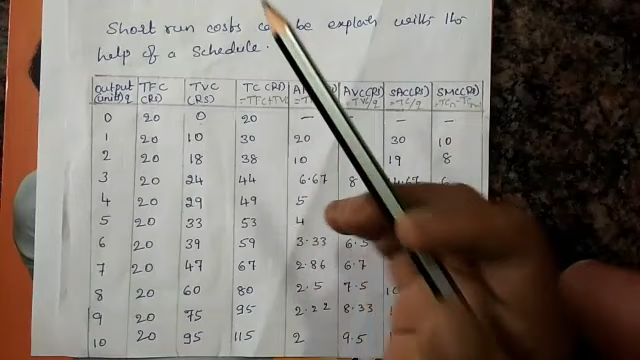 Short run costs can be explain with the
help of a Schedule.
output (units) q TFC (RS) TVC (RS) TC (RS) =TFC+TVC AVC (RS) =TVC/q SAC (RS) =TC/q SMC (RS)
0 20 0 20 — — —
1 20 10 30 20 30 10
2 20 18 38 10 19 8
3 20 24 44 6.67 8
4 20 29 49 5
5 20 33 53 4
6 20 39 59 3.33 6.5
7 20 47 67 2.86 6.7
8 20 60 80 2.5 7.5 10
9 20 75 95 2.22 8.33
10 20 95 115 2 9.5